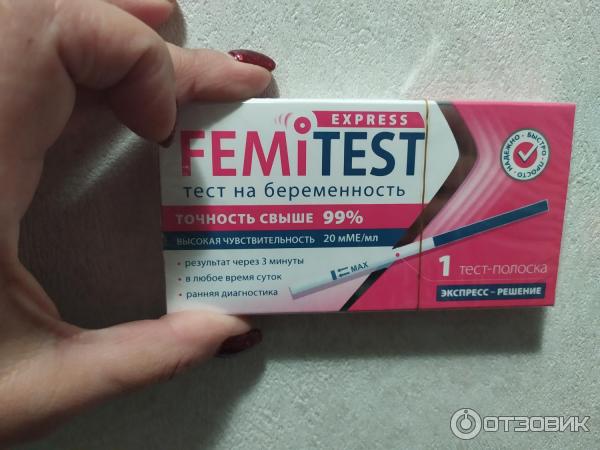 EXPRESS
FEMiTEST
тест на беременность
ТОЧНОСТЬ СВЫШЕ 99%
ВЫСОКАЯ ЧУВСТВИТЕЛЬНОСТЬ 20 мМЕ/мл
• результат через 3 минуты
• в любое время суток
• ранняя диагностика
MAX
НАДЕЖНО • БЫСТРО • ПРОСТО •
1 тест-полоска
ЭКСПРЕСС – РЕШЕНИЕ
ОТЗОВИК